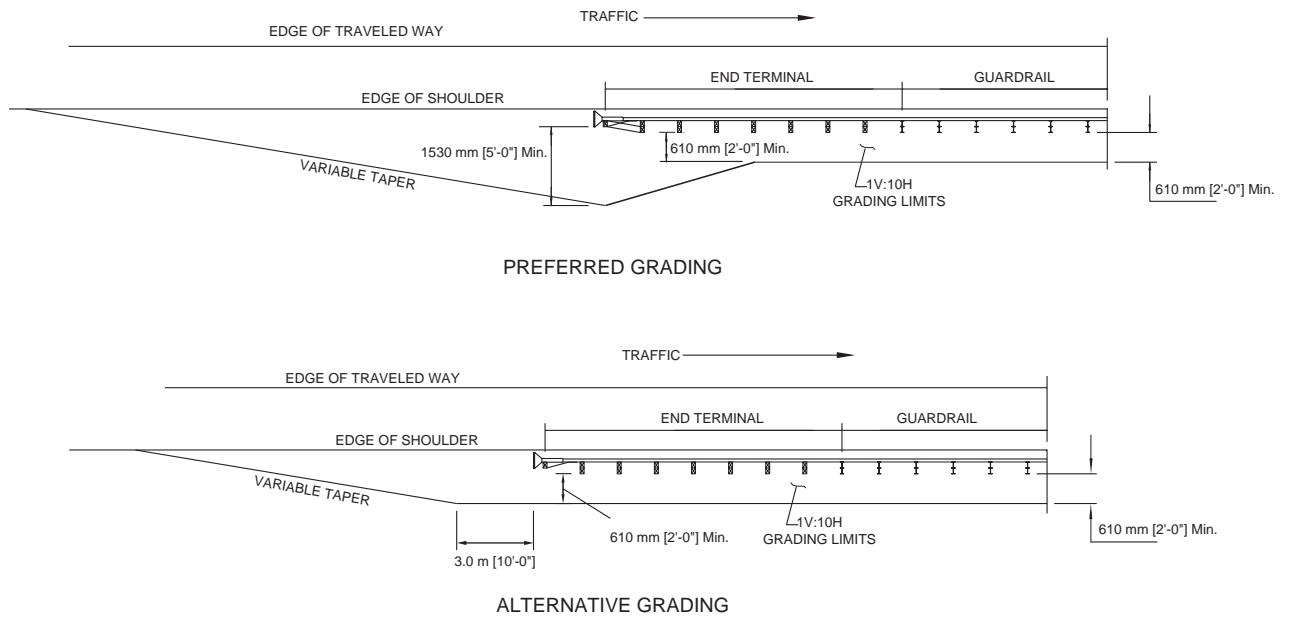 TRAFFIC
EDGE OF TRAVELED WAY
END TERMINAL
GUARDRAIL
EDGE OF SHOULDER
1530 mm [5'-0"] Min.
610 mm [2'-0"] Min.
VARIABLE TAPER
1V:10H
GRADING LIMITS
610 mm [2'-0"] Min.
PREFERRED GRADING
TRAFFIC
EDGE OF TRAVELED WAY
END TERMINAL
GUARDRAIL
EDGE OF SHOULDER
VARIABLE TAPER
1V:10H
GRADING LIMITS
610 mm [2'-0"] Min.
610 mm [2'-0"] Min.
3.0 m [10'-0"]
ALTERNATIVE GRADING